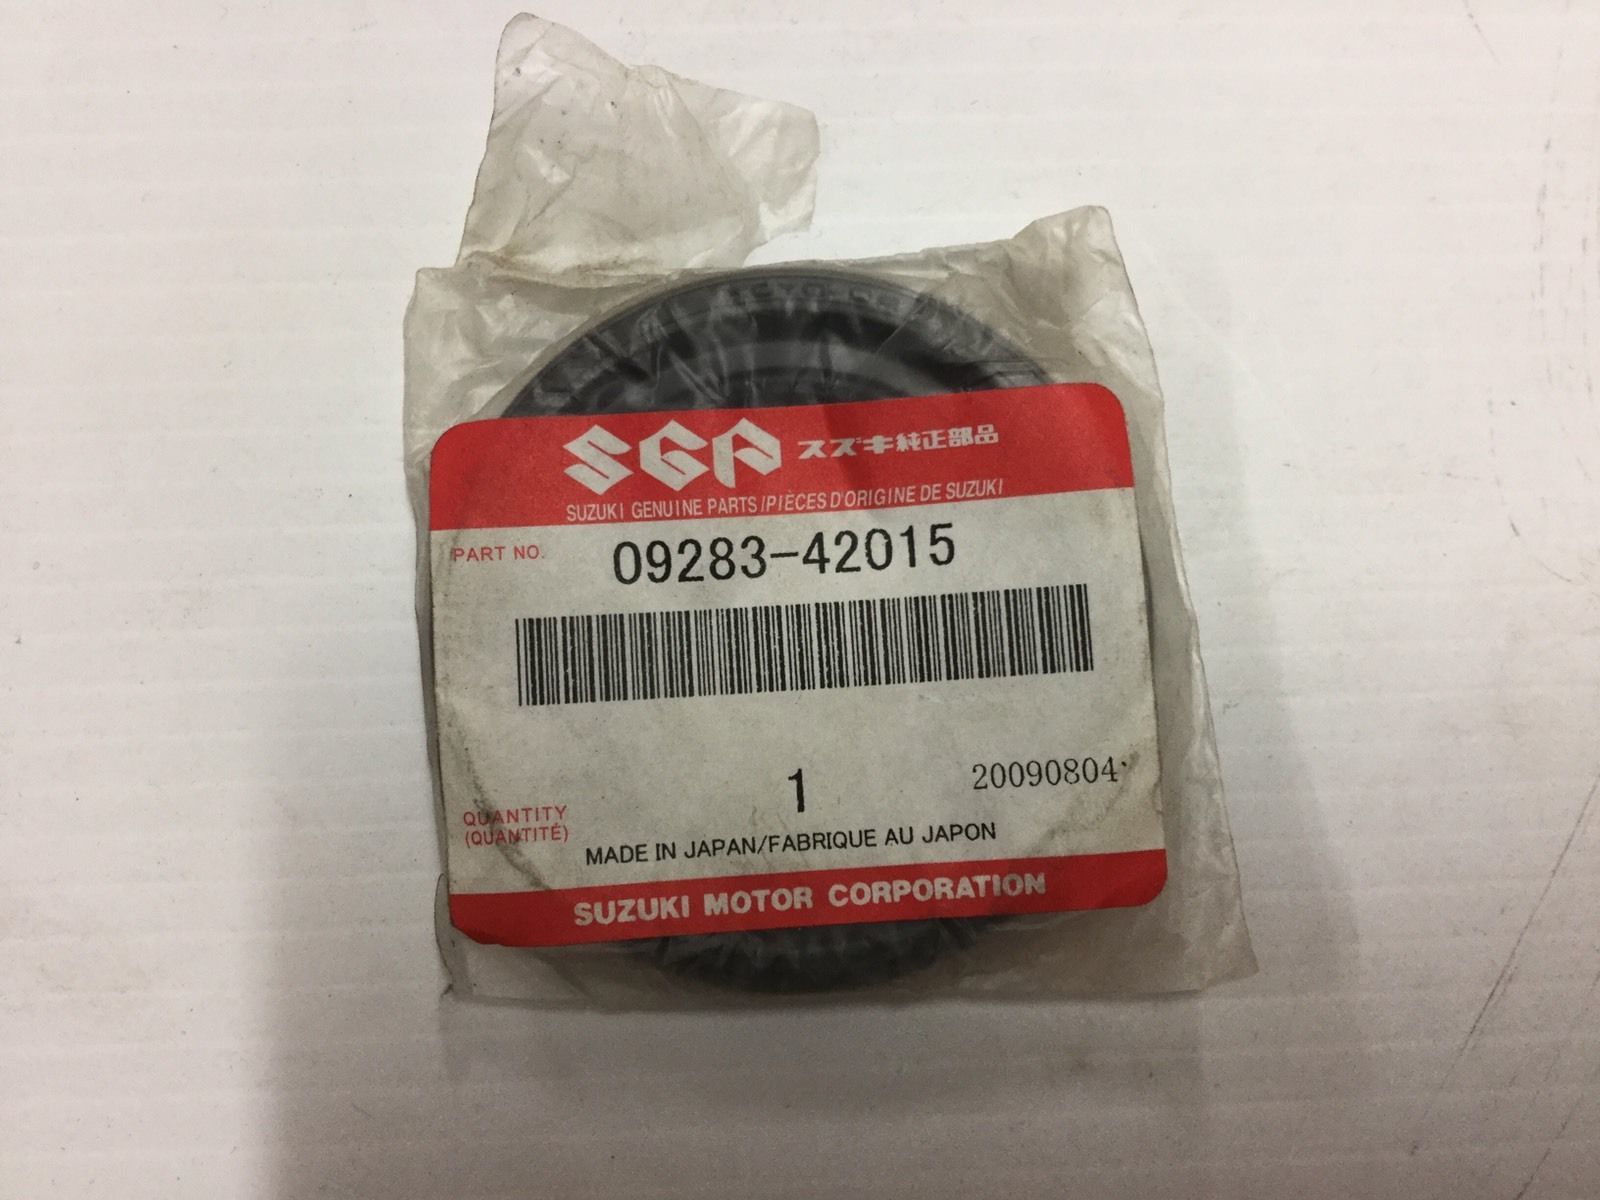 SGP スズキ純正部品
SUZUKI GENUINE PARTS/PIÈCES D'ORIGINE DE SUZUKI
PART NO. 09283-42015
1 20090804
QUANTITY
(QUANTITÉ)
MADE IN JAPAN/FABRIQUE AU JAPON
SUZUKI MOTOR CORPORATION